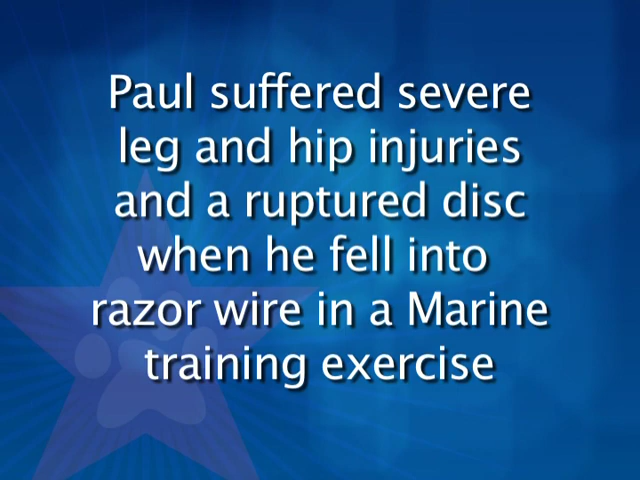 Paul suffered severe
leg and hip injuries
and a ruptured disc
when he fell into
razor wire in a Marine
training exercise